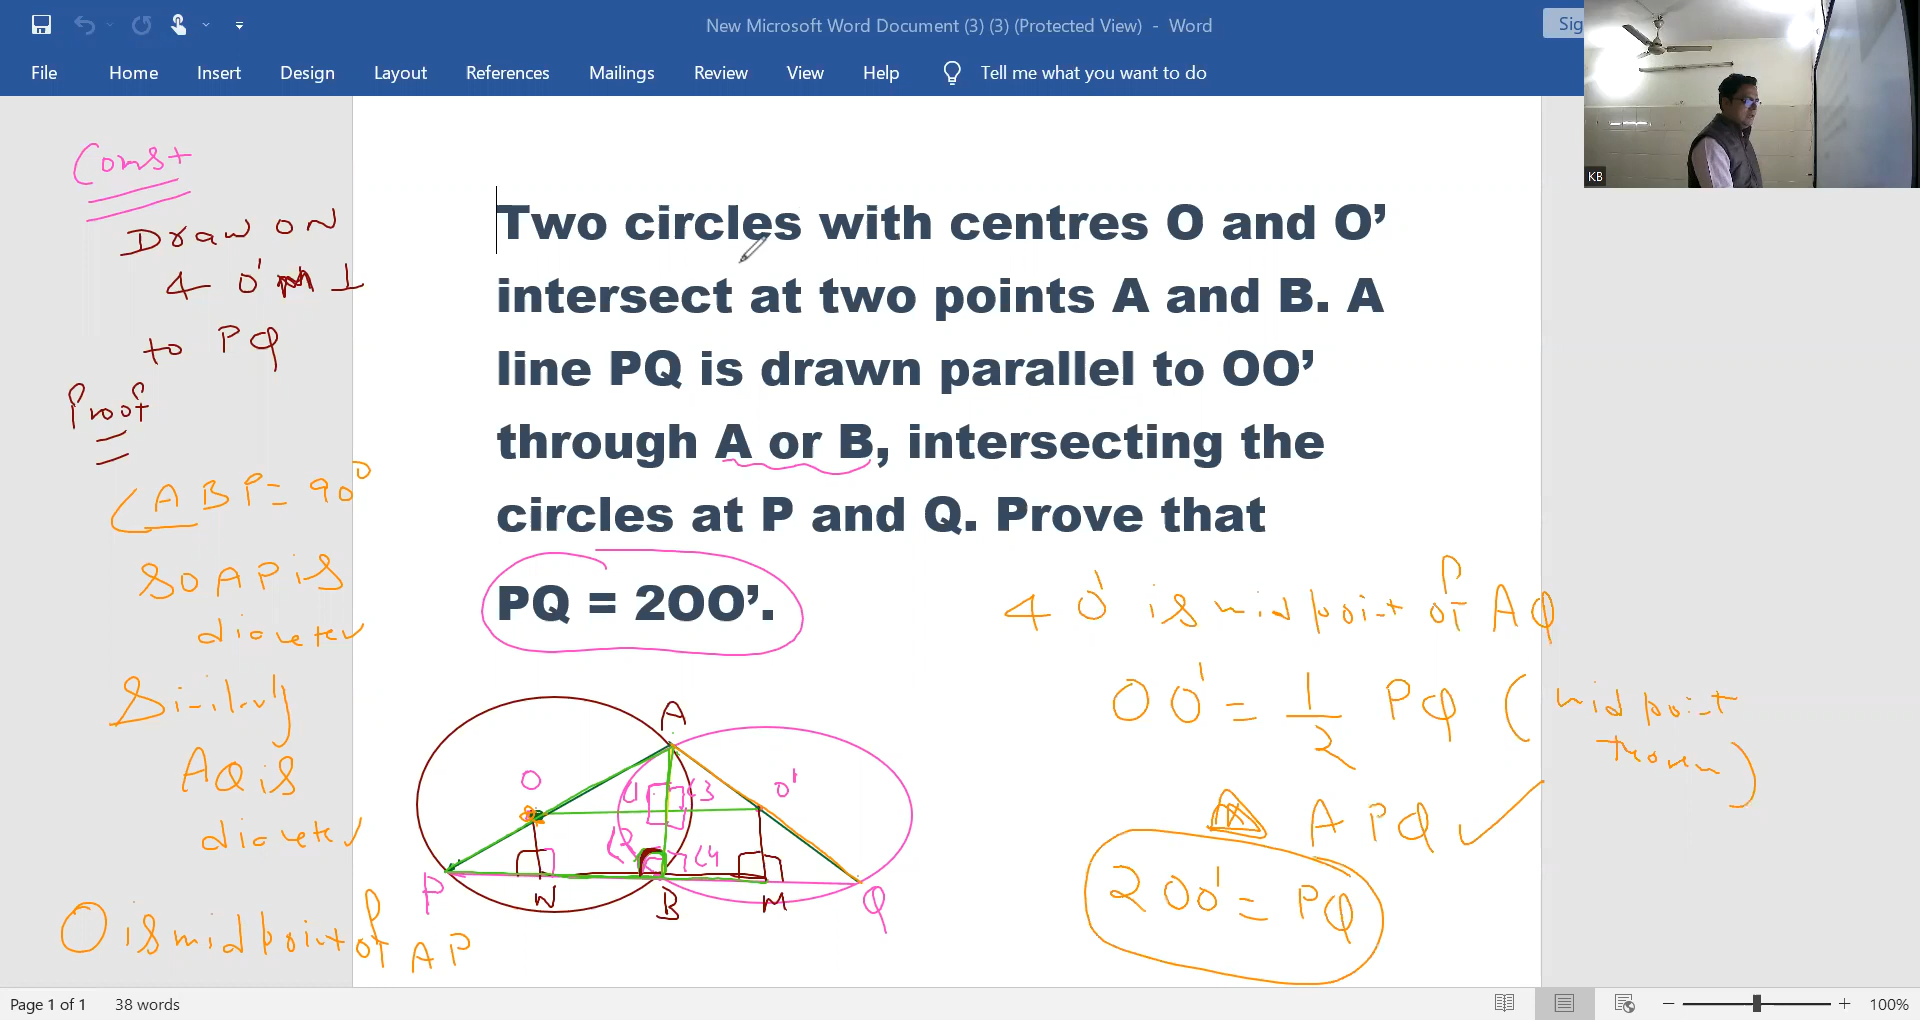 New Microsoft Word Document (3) (3) (Protected View) - Word
Sig
File Home Insert Design Layout References Mailings Review View Help Tell me what you want to do
KB
Const
Draw ON
& O'M ⊥
to PQ
Proof
∠ABP = 90°
SO AP is
diameter
Similarly
AQ is
diameter
O is midpoint of AP
Two circles with centres O and O’
intersect at two points A and B. A
line PQ is drawn parallel to OO’
through A or B, intersecting the
circles at P and Q. Prove that
PQ = 2OO’.
& O' is midpoint of AQ
OO' = 1/2 PQ (midpoint
theorem)
APQ ✓
2OO' = PQ
A
O
O'
∠1
∠3
∠2
∠4
P
N
B
M
Q
Page 1 of 1 38 words
100%